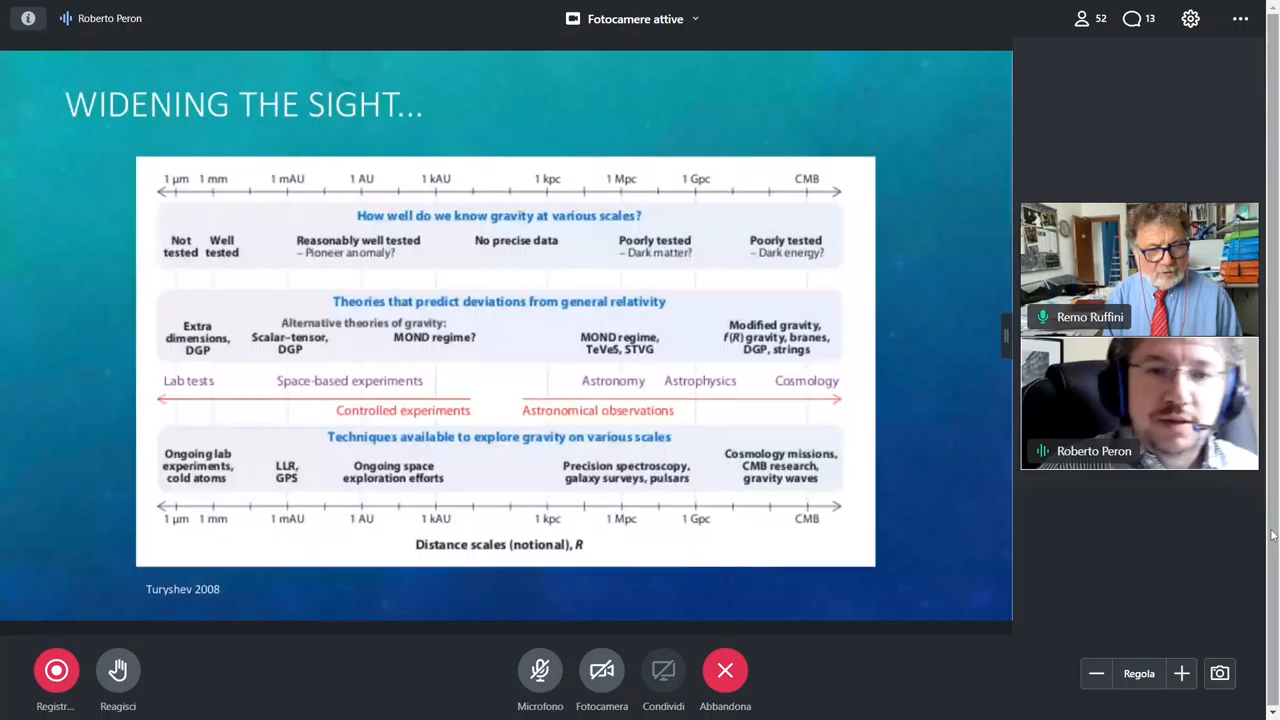 Roberto Peron
Fotocamere attive
52
13
WIDENING THE SIGHT...
1 μm 1 mm 1 mAU 1 AU 1 kAU 1 kpc 1 Mpc 1 Gpc CMB
How well do we know gravity at various scales?
Not tested
Well tested
Reasonably well tested
– Pioneer anomaly?
No precise data
Poorly tested
– Dark matter?
Poorly tested
– Dark energy?
Theories that predict deviations from general relativity
Extra
dimensions,
DGP
Alternative theories of gravity:
Scalar–tensor,
DGP
MOND regime?
MOND regime,
TeVeS, STVG
Modified gravity,
f(R) gravity, branes,
DGP, strings
Lab tests Space-based experiments Astronomy Astrophysics Cosmology
Controlled experiments Astronomical observations
Techniques available to explore gravity on various scales
Ongoing lab
experiments,
cold atoms
LLR,
GPS
Ongoing space
exploration efforts
Precision spectroscopy,
galaxy surveys, pulsars
Cosmology missions,
CMB research,
gravity waves
1 μm 1 mm 1 mAU 1 AU 1 kAU 1 kpc 1 Mpc 1 Gpc CMB
Distance scales (notional), R
Turyshev 2008
Remo Ruffini
Roberto Peron
Registr...
Reagisci
Microfono
Fotocamera
Condividi
Abbandona
Regola